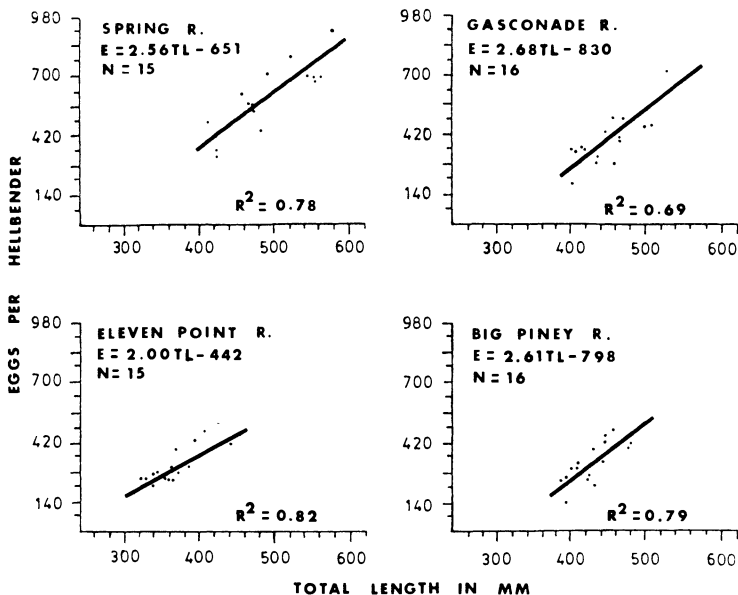 EGGS PER HELLBENDER
SPRING R.
E=2.56TL-651
N=15
R²=0.78
980
700
420
140
300 400 500 600
GASCONADE R.
E=2.68TL-830
N=16
R²=0.69
980
700
420
140
300 400 500 600
ELEVEN POINT R.
E=2.00TL-442
N=15
R²=0.82
980
700
420
140
300 400 500 600
BIG PINEY R.
E=2.61TL-798
N=16
R²=0.79
980
700
420
140
300 400 500 600
TOTAL LENGTH IN MM